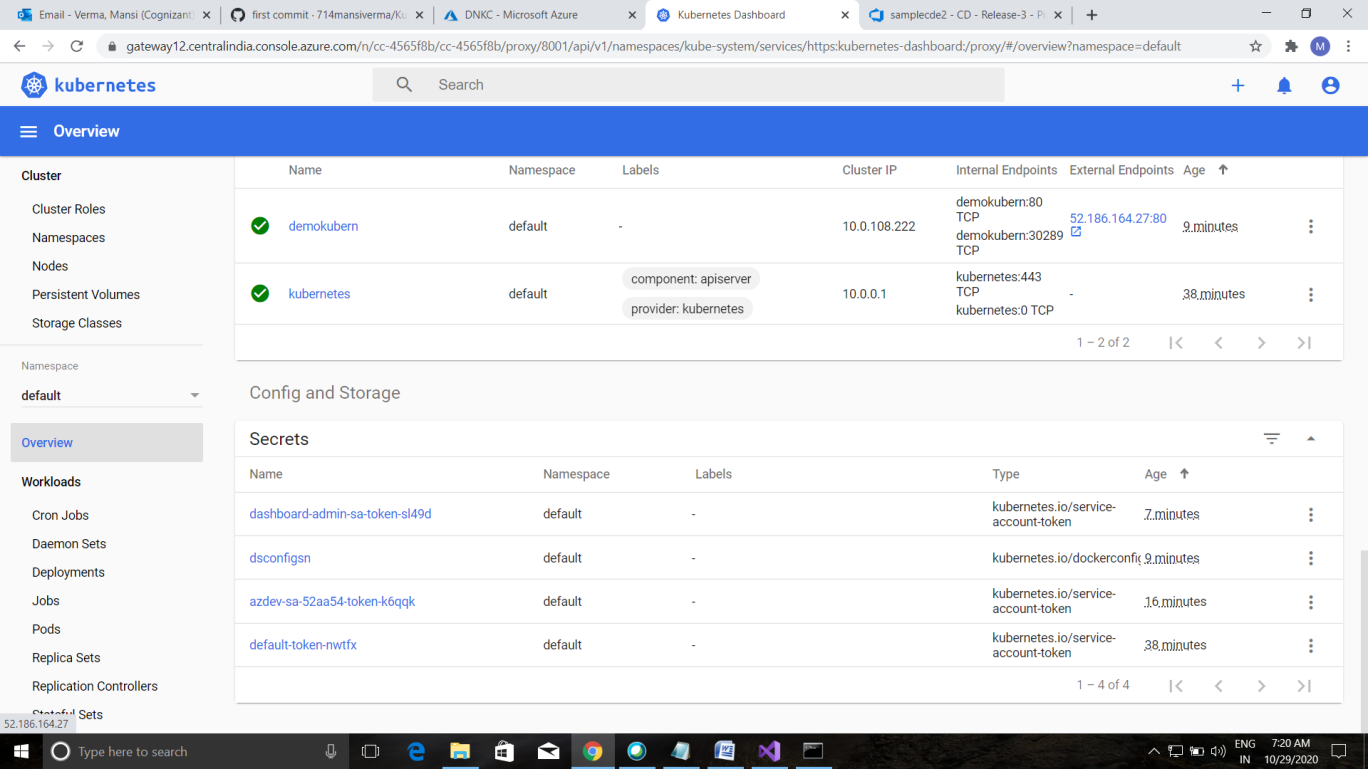 Email - Verma, Mansi (Cognizant)
first commit · 714mansiverma/Ku
DNKC - Microsoft Azure
Kubernetes Dashboard
samplecde2 - CD - Release-3 - Pi
gateway12.centralindia.console.azure.com/n/cc-4565f8b/cc-4565f8b/proxy/8001/api/v1/namespaces/kube-system/services/https:kubernetes-dashboard:/proxy/#/overview?namespace=default
M
kubernetes
Search
Overview
Cluster
Cluster Roles
Namespaces
Nodes
Persistent Volumes
Storage Classes
Namespace
default
Overview
Workloads
Cron Jobs
Daemon Sets
Deployments
Jobs
Pods
Replica Sets
Replication Controllers
Stateful Sets
52.186.164.27
Name Namespace Labels Cluster IP Internal Endpoints External Endpoints Age
demokubern default - 10.0.108.222
demokubern:80
TCP
demokubern:30289
TCP
52.186.164.27:80
9 minutes
kubernetes default
component: apiserver
provider: kubernetes
10.0.0.1
kubernetes:443
TCP
kubernetes:0 TCP
-
38 minutes
1 – 2 of 2
Config and Storage
Secrets
Name Namespace Labels Type Age
dashboard-admin-sa-token-sl49d default -
kubernetes.io/service-
account-token
7 minutes
dsconfigsn default - kubernetes.io/dockerconfig 9 minutes
azdev-sa-52aa54-token-k6qqk default -
kubernetes.io/service-
account-token
16 minutes
default-token-nwtfx default -
kubernetes.io/service-
account-token
38 minutes
1 – 4 of 4
Type here to search
ENG
IN
7:20 AM
10/29/2020